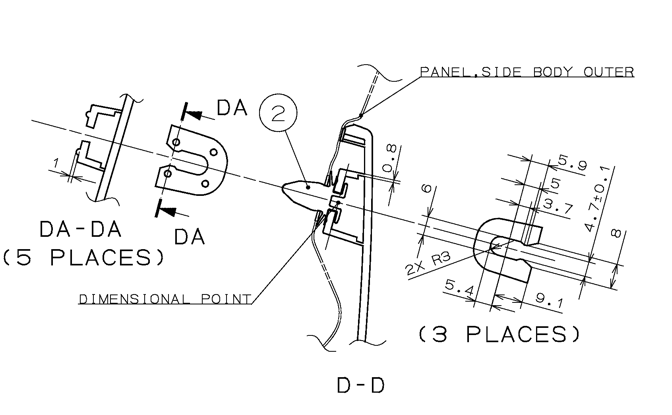 PANEL,SIDE BODY OUTER
DA
2
0.8
5.9
5
3.7
4.7±0.1
8
6
1
DA-DA
(5 PLACES)
DA
2X R3
5.4
9.1
DIMENSIONAL POINT
(3 PLACES)
D-D